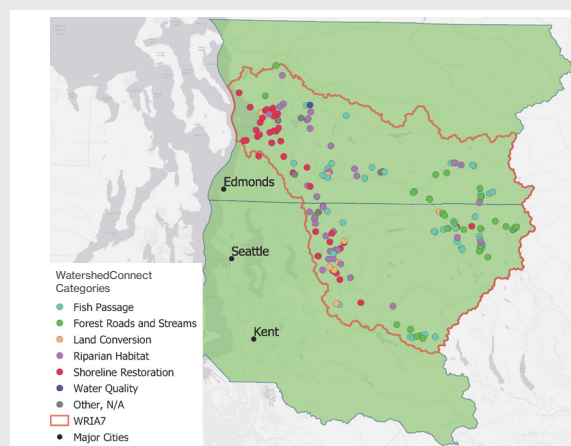 Edmonds
Seattle
Kent
WatershedConnect
Categories
Fish Passage
Forest Roads and Streams
Land Conversion
Riparian Habitat
Shoreline Restoration
Water Quality
Other, N/A
WRIA7
Major Cities